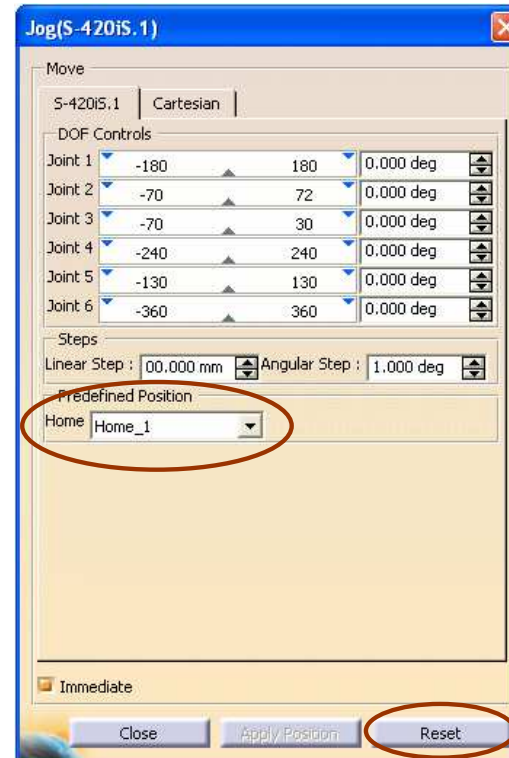 Jog(S-420iS.1)
Move
S-420iS.1 Cartesian
DOF Controls
Joint 1 -180 180 0.000 deg
Joint 2 -70 72 0.000 deg
Joint 3 -70 30 0.000 deg
Joint 4 -240 240 0.000 deg
Joint 5 -130 130 0.000 deg
Joint 6 -360 360 0.000 deg
Steps
Linear Step : 00.000 mm Angular Step : 1.000 deg
Predefined Position
Home Home_1
Immediate
Close Apply Position Reset